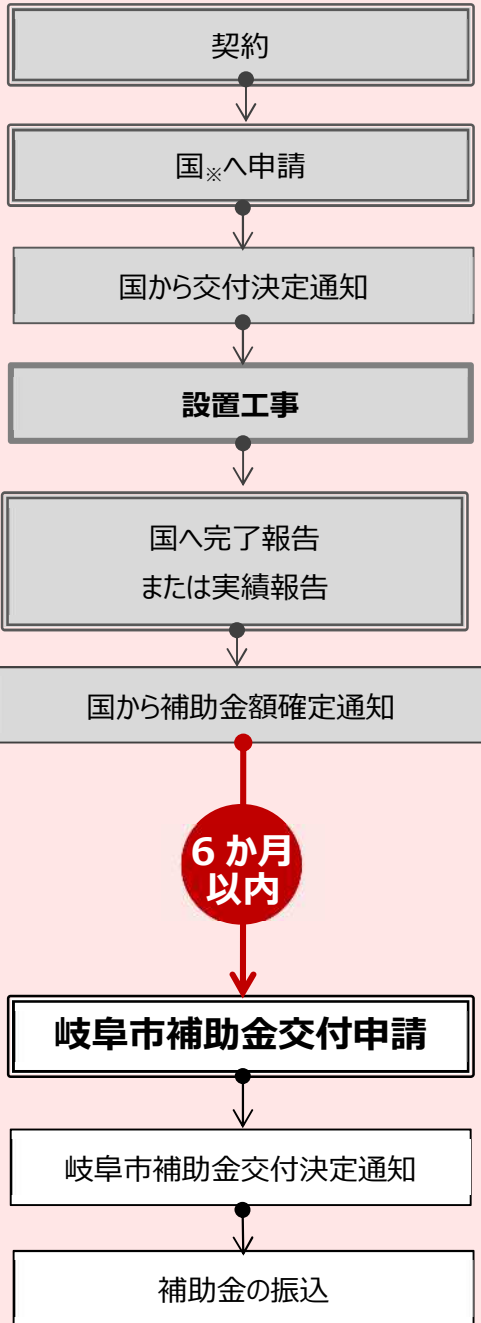 契約
国※へ申請
国から交付決定通知
設置工事
国へ完了報告
または実績報告
国から補助金額確定通知
6 か月
以内
岐阜市補助金交付申請
岐阜市補助金交付決定通知
補助金の振込